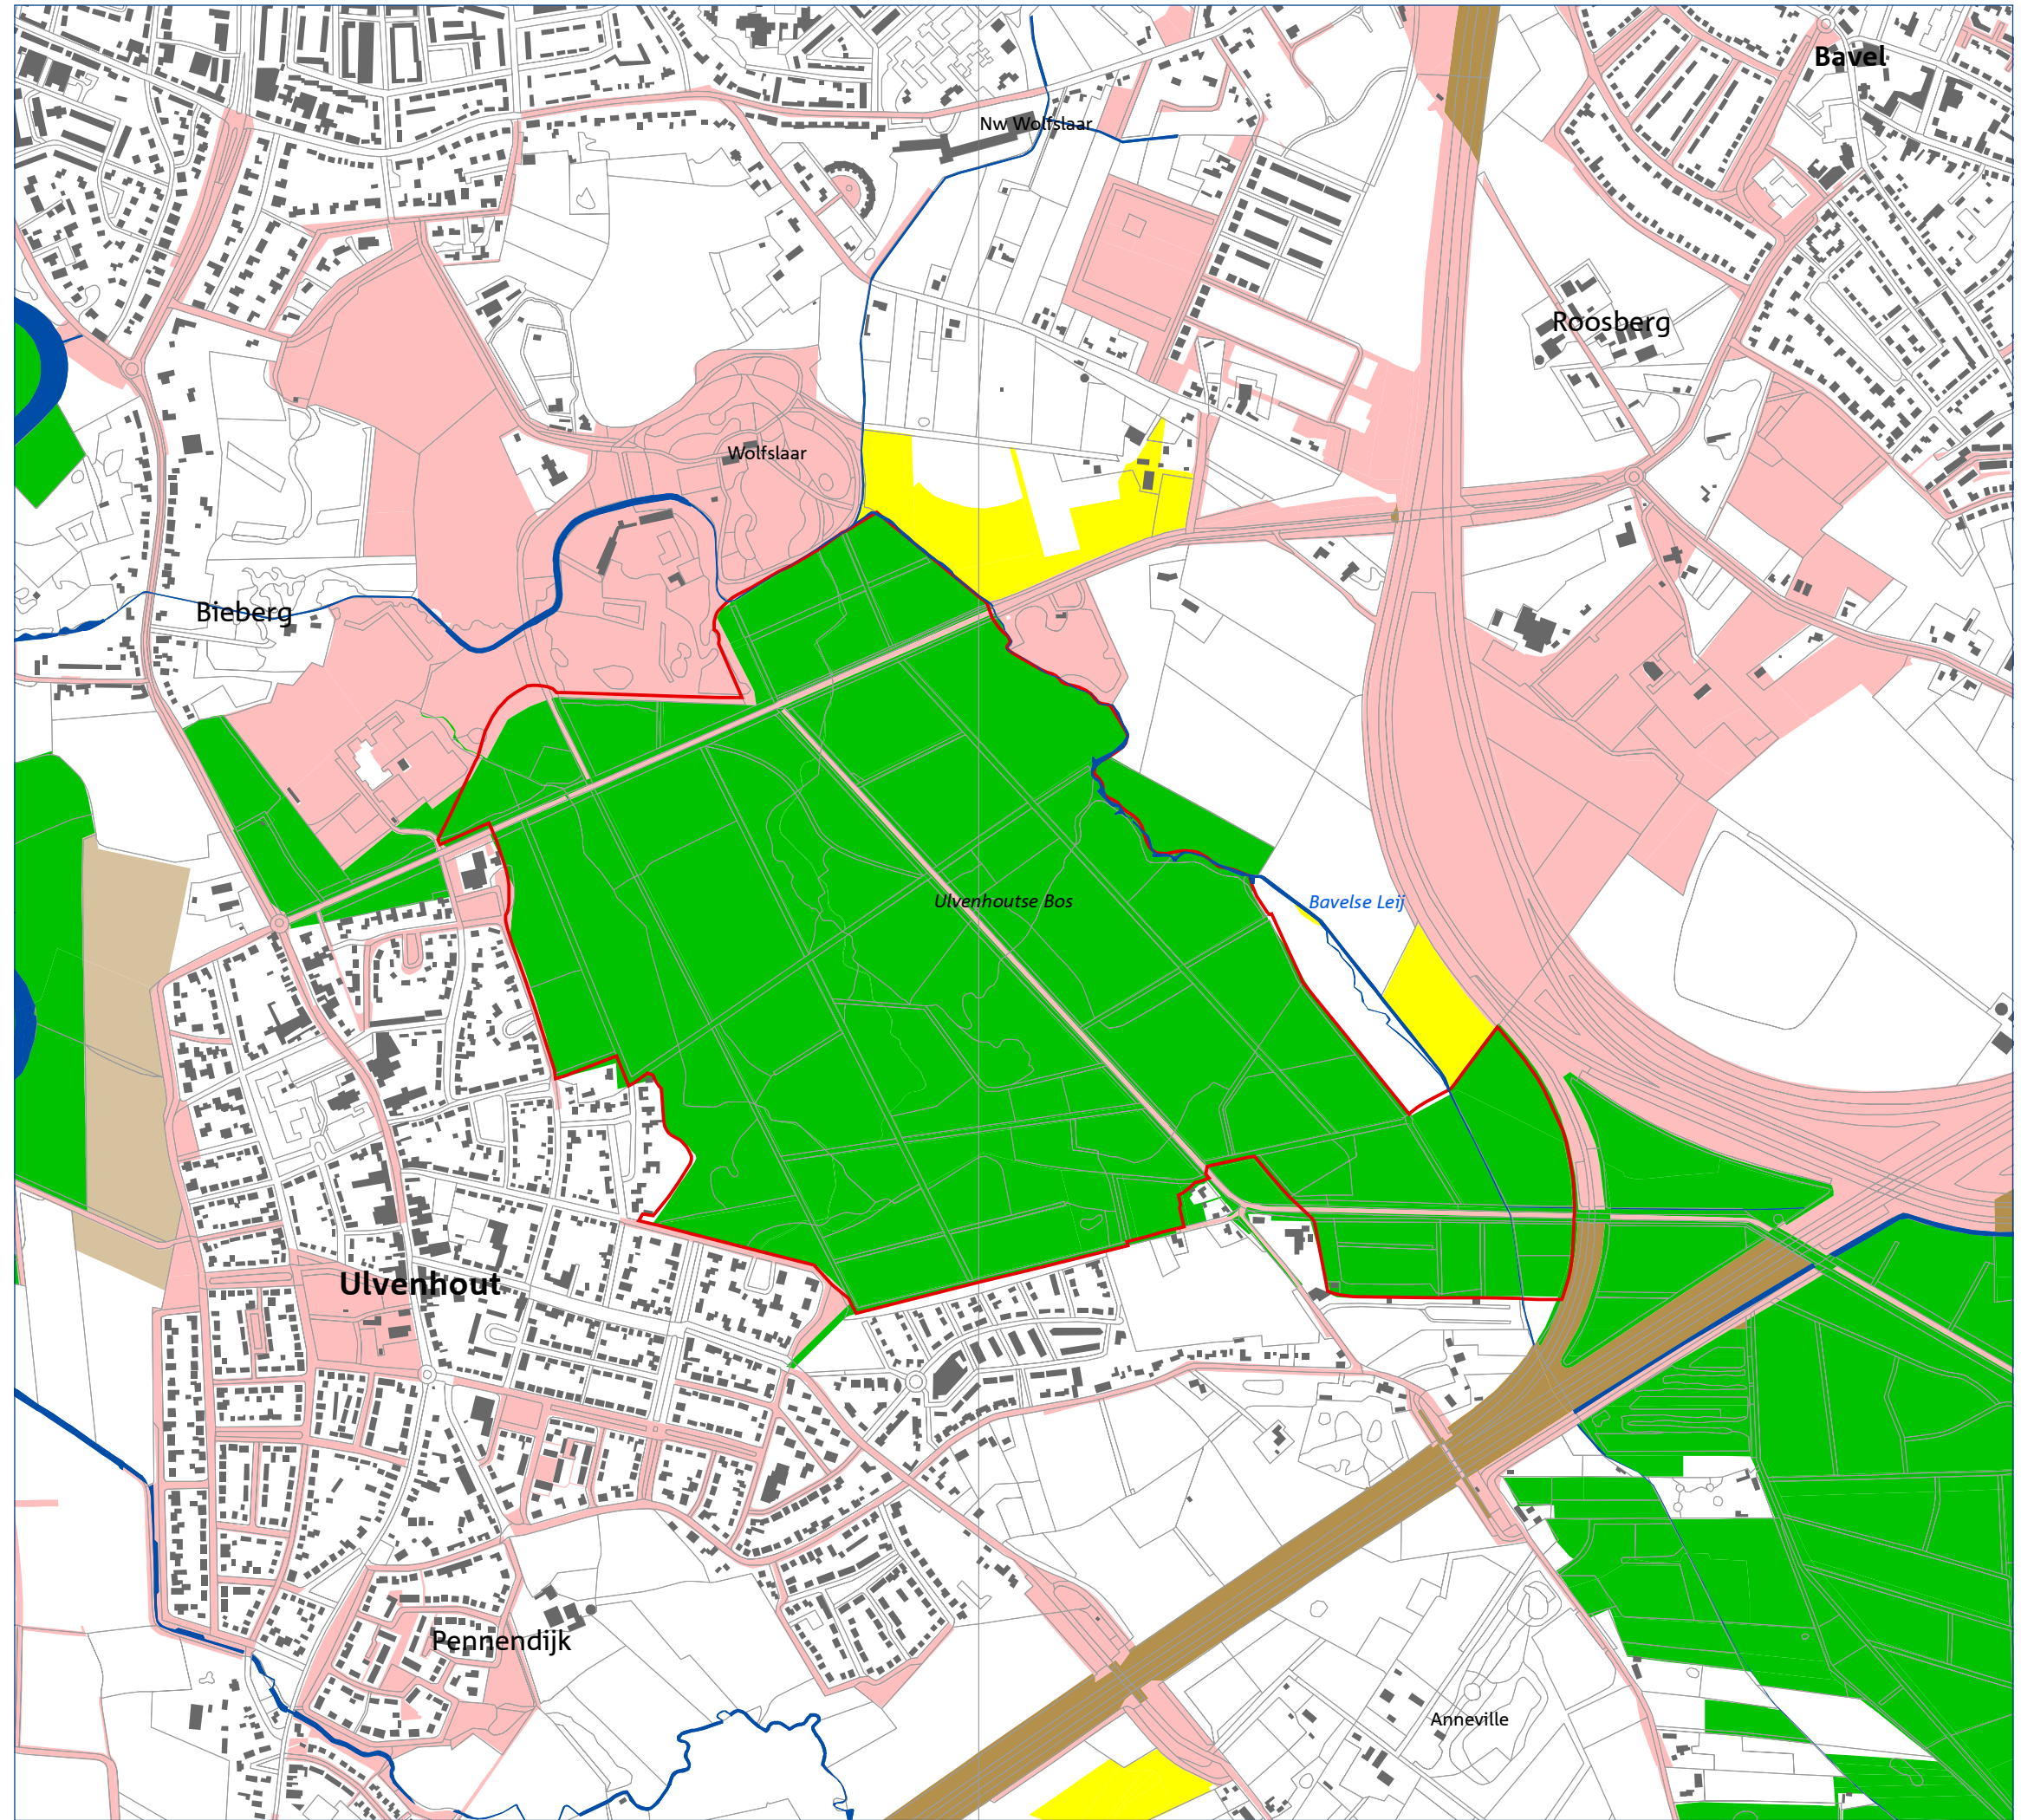 Bavel
Nw Wolfslaar
Roosberg
Wolfslaar
Bieberg
Ulvenhoutse Bos
Bavelse Leij
Ulvenhout
Pennendijk
Anneville